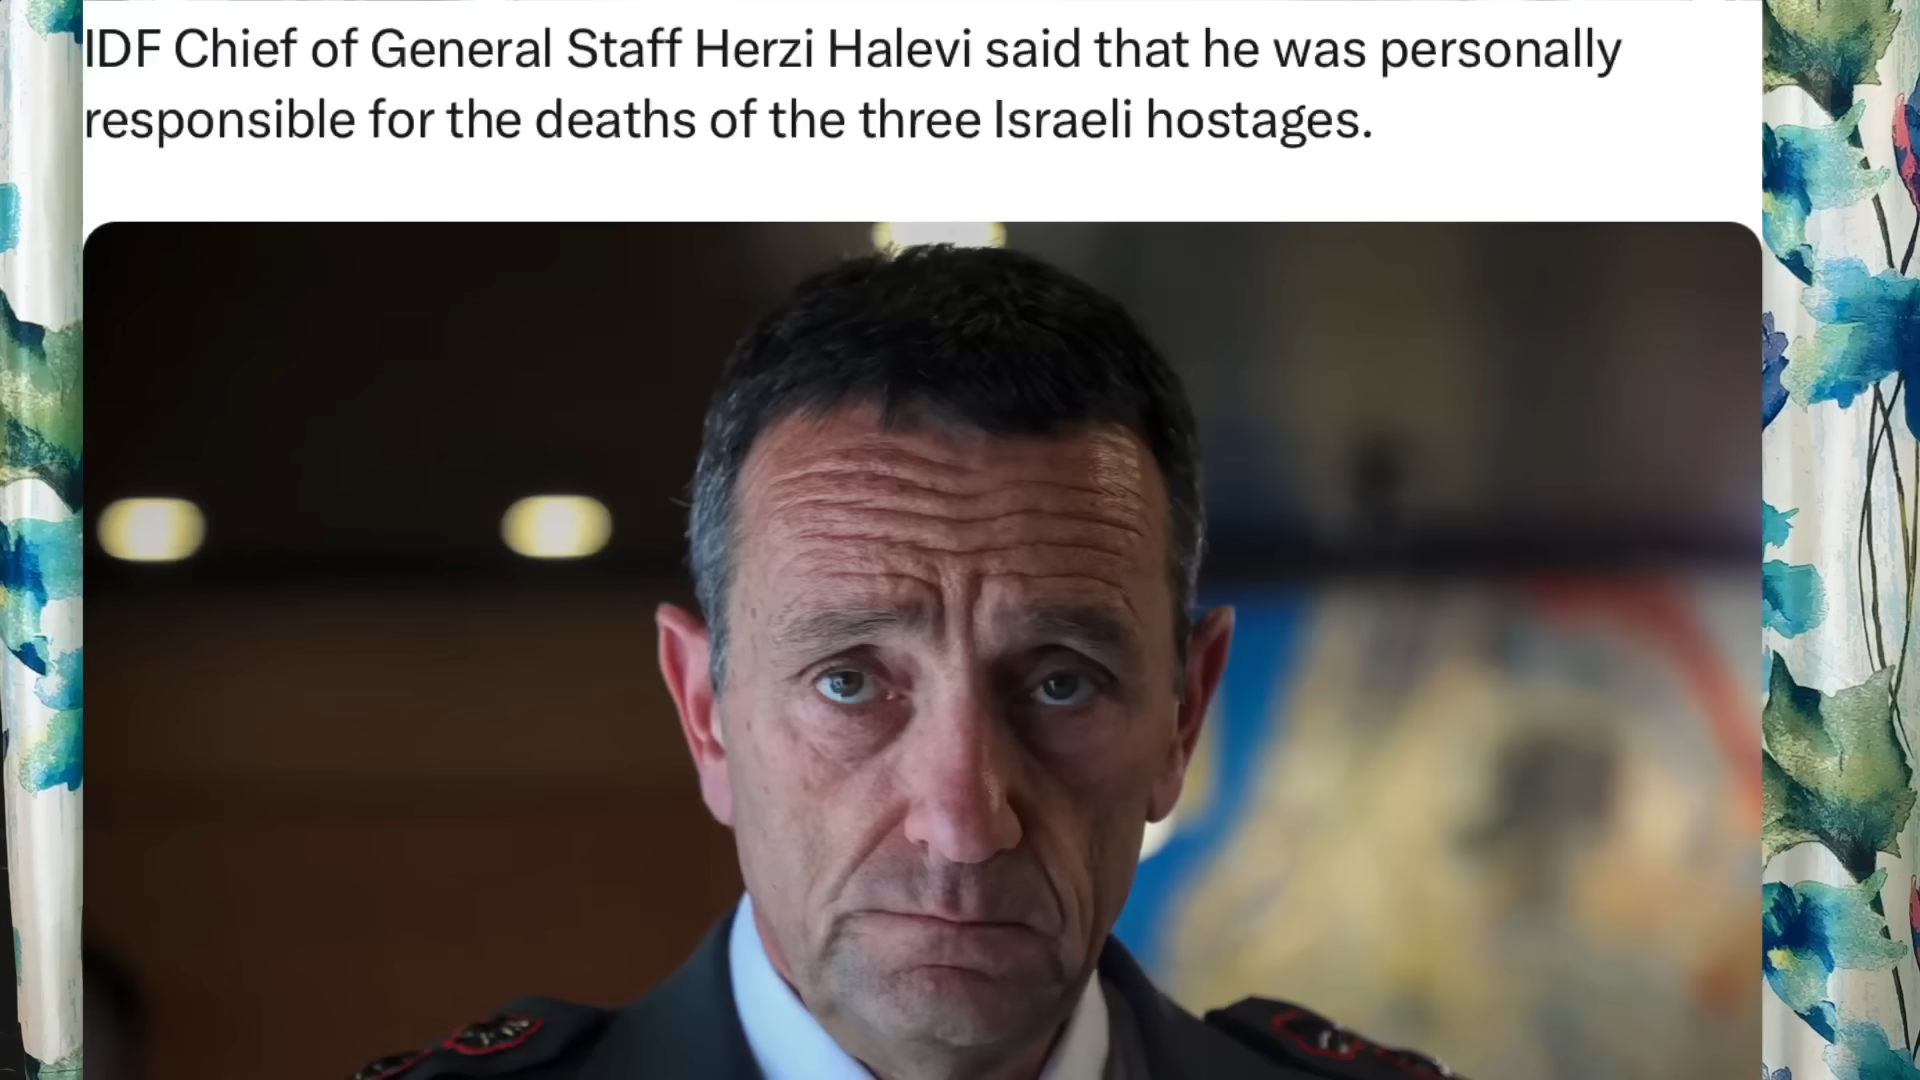 IDF Chief of General Staff Herzi Halevi said that he was personally
responsible for the deaths of the three Israeli hostages.